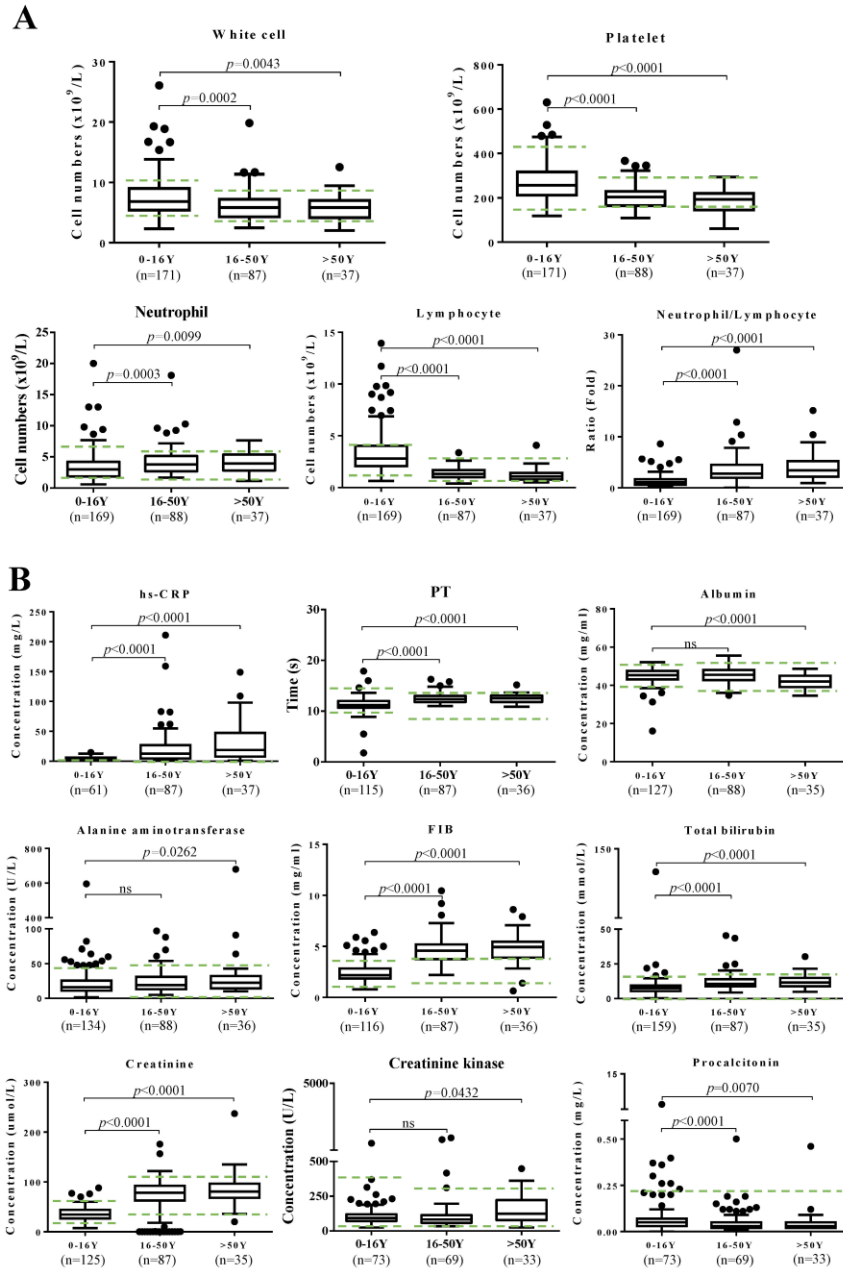 A
White cell
Cell numbers (x10⁹/L)
30
20
10
0
p=0.0043
p=0.0002
0-16Y 16-50Y >50Y
(n=171) (n=87) (n=37)
Platelet
Cell numbers (x10⁹/L)
800
600
400
200
0
p<0.0001
p<0.0001
0-16Y 16-50Y >50Y
(n=171) (n=88) (n=37)
Neutrophil
Cell numbers (x10⁹/L)
25
20
15
10
5
0
p=0.0099
p=0.0003
0-16Y 16-50Y >50Y
(n=169) (n=88) (n=37)
Lymphocyte
Cell numbers (x10⁹/L)
15
10
5
0
p<0.0001
p<0.0001
0-16Y 16-50Y >50Y
(n=169) (n=87) (n=37)
Neutrophil/Lymphocyte
Ratio (Fold)
30
20
10
0
p<0.0001
p<0.0001
0-16Y 16-50Y >50Y
(n=169) (n=87) (n=37)
B
hs-CRP
Concentration (mg/L)
250
200
150
100
50
0
p<0.0001
p<0.0001
0-16Y 16-50Y >50Y
(n=61) (n=87) (n=37)
PT
Time (s)
30
20
10
0
p<0.0001
p<0.0001
0-16Y 16-50Y >50Y
(n=115) (n=87) (n=36)
Albumin
Concentration (mg/ml)
80
60
40
20
0
p<0.0001
ns
0-16Y 16-50Y >50Y
(n=127) (n=88) (n=35)
Alanine aminotransferase
Concentration (U/L)
800
600
400
100
50
0
p=0.0262
ns
0-16Y 16-50Y >50Y
(n=134) (n=88) (n=36)
FIB
Concentration (mg/ml)
15
10
5
0
p<0.0001
p<0.0001
0-16Y 16-50Y >50Y
(n=116) (n=87) (n=36)
Total bilirubin
Concentration (mmol/L)
150
50
25
0
p<0.0001
p<0.0001
0-16Y 16-50Y >50Y
(n=159) (n=87) (n=35)
Creatinine
Concentration (umol/L)
300
200
100
0
p<0.0001
p<0.0001
0-16Y 16-50Y >50Y
(n=125) (n=87) (n=35)
Creatinine kinase
Concentration (U/L)
5000
500
250
0
p=0.0432
ns
0-16Y 16-50Y >50Y
(n=73) (n=69) (n=33)
Procalcitonin
Concentration (mg/L)
15
0.50
0.25
0.00
p=0.0070
p<0.0001
0-16Y 16-50Y >50Y
(n=73) (n=69) (n=33)